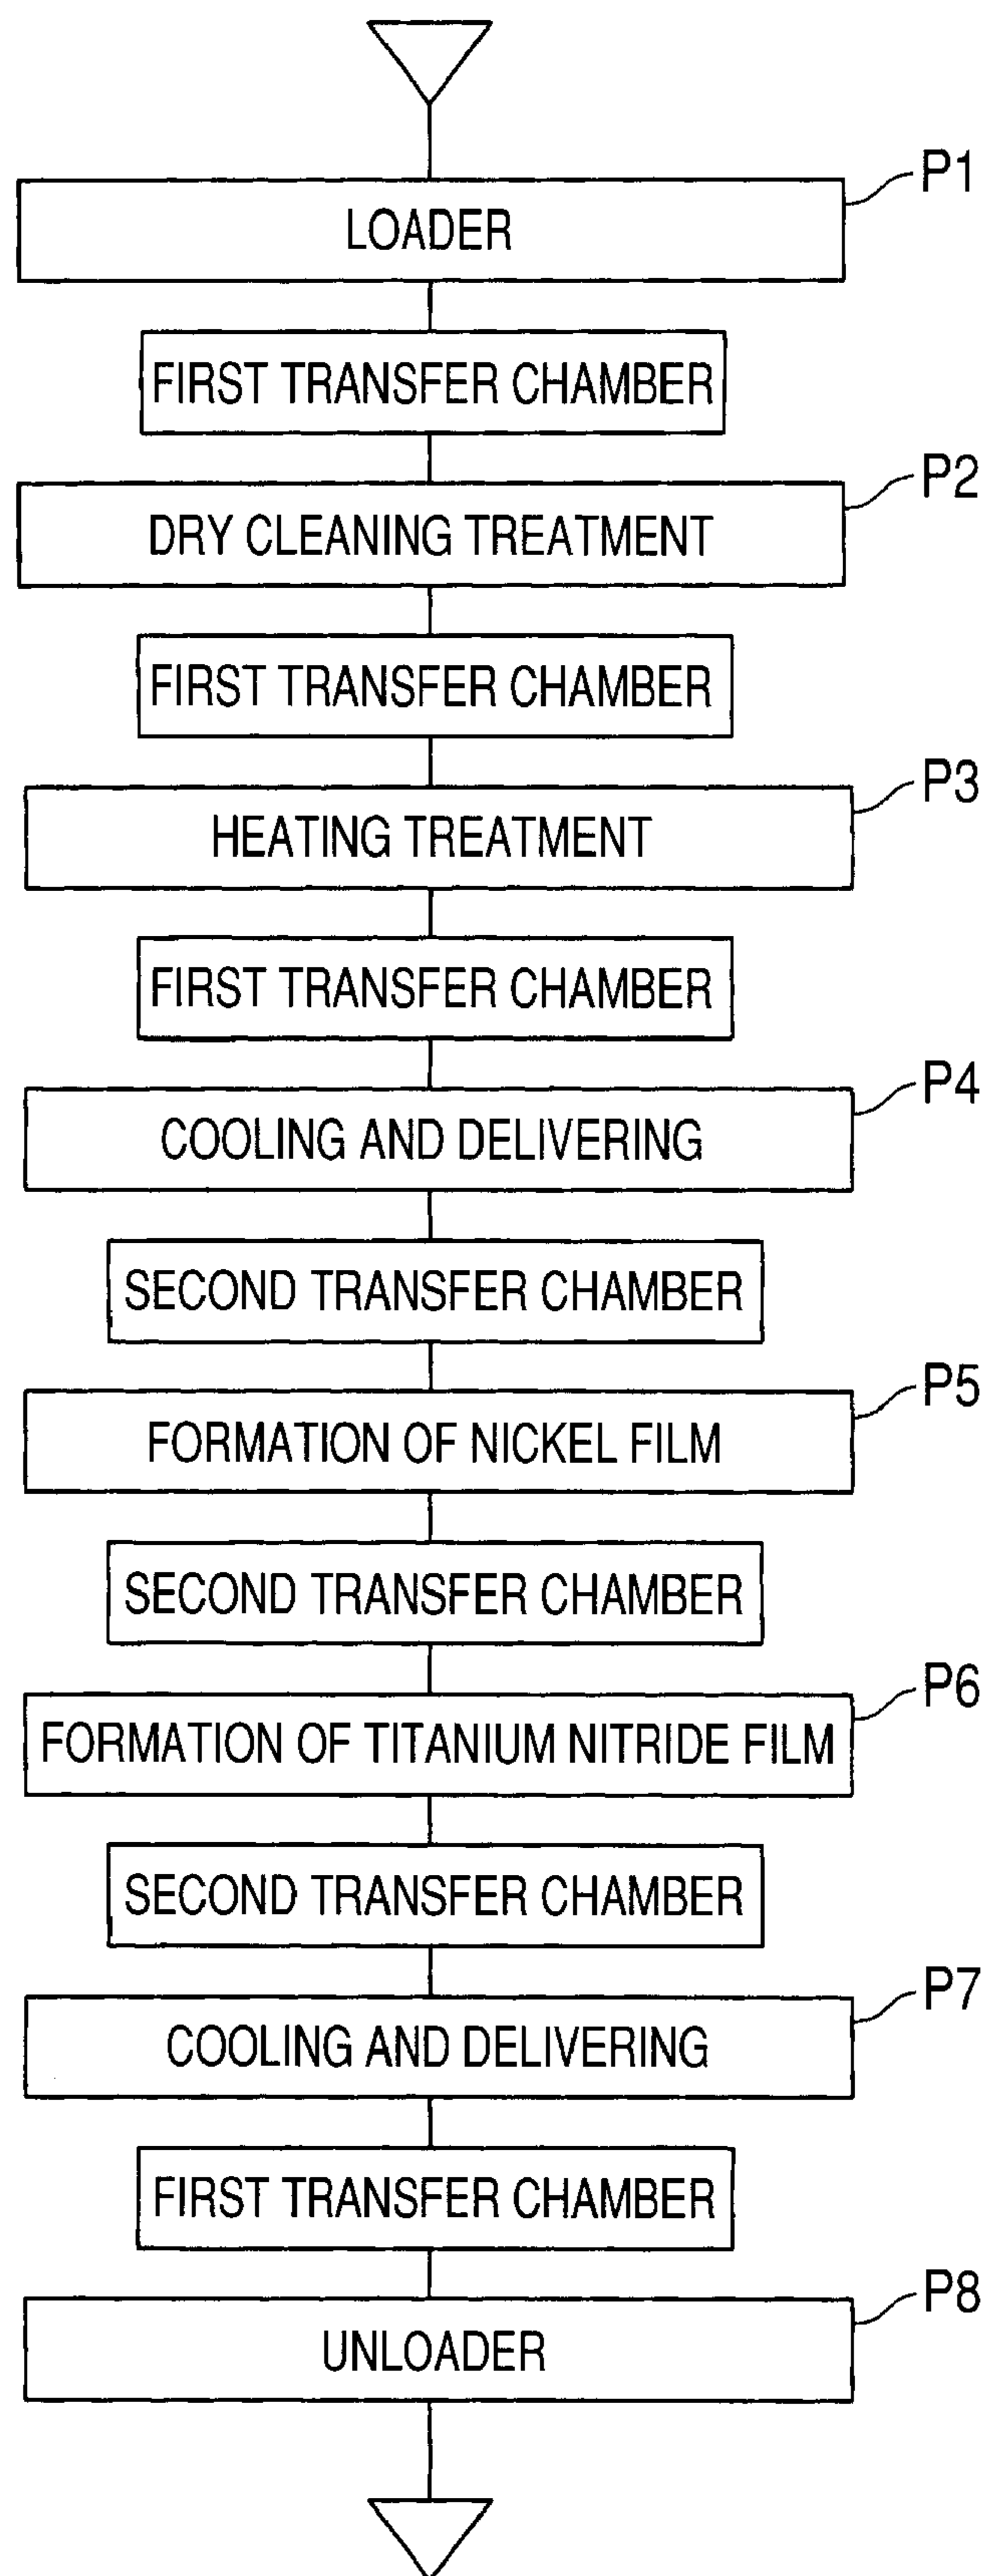 P1
LOADER
FIRST TRANSFER CHAMBER
P2
DRY CLEANING TREATMENT
FIRST TRANSFER CHAMBER
P3
HEATING TREATMENT
FIRST TRANSFER CHAMBER
P4
COOLING AND DELIVERING
SECOND TRANSFER CHAMBER
P5
FORMATION OF NICKEL FILM
SECOND TRANSFER CHAMBER
P6
FORMATION OF TITANIUM NITRIDE FILM
SECOND TRANSFER CHAMBER
P7
COOLING AND DELIVERING
FIRST TRANSFER CHAMBER
P8
UNLOADER